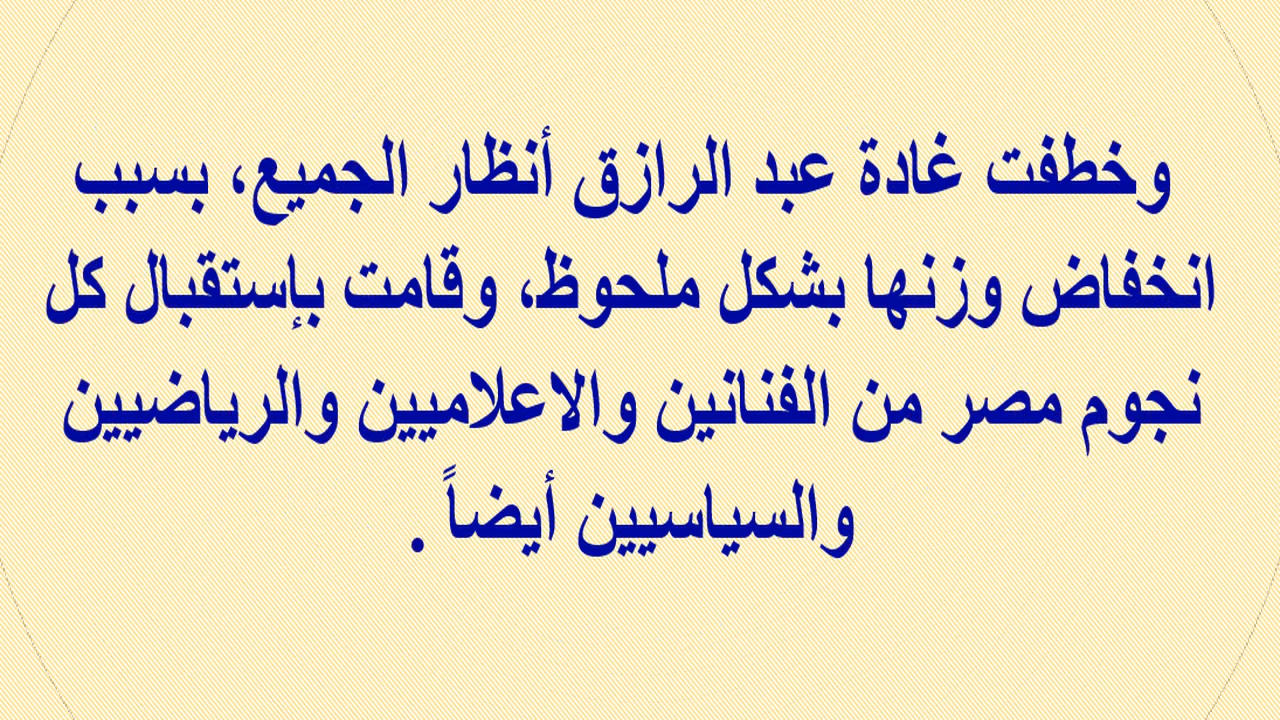 وخطفت غادة عبد الرازق أنظار الجميع، بسبب
انخفاض وزنها بشكل ملحوظ، وقامت بإستقبال كل
نجوم مصر من الفنانين والاعلاميين والرياضيين
والسياسيين أيضاً .